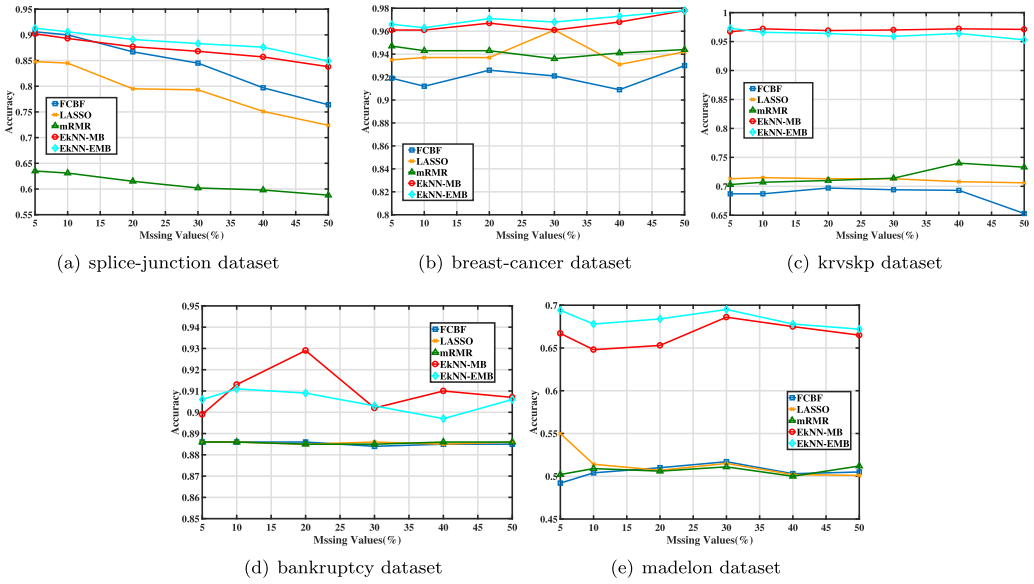 0.95
0.9
0.85
0.8
0.75
0.7
0.65
0.6
0.55
Accuracy
FCBF
LASSO
mRMR
EkNN-MB
EkNN-EMB
5 10 15 20 25 30 35 40 45 50
Mssing Values(%)
(a) splice-junction dataset
0.98
0.96
0.94
0.92
0.9
0.88
0.86
0.84
0.82
0.8
Accuracy
FCBF
LASSO
mRMR
EkNN-MB
EkNN-EMB
5 10 15 20 25 30 35 40 45 50
Mssing Values(%)
(b) breast-cancer dataset
1
0.95
0.9
0.85
0.8
0.75
0.7
0.65
Accuracy
FCBF
LASSO
mRMR
EkNN-MB
EkNN-EMB
5 10 15 20 25 30 35 40 45 50
Mssing Values(%)
(c) krvskp dataset
0.95
0.94
0.93
0.92
0.91
0.9
0.89
0.88
0.87
0.86
0.85
Accuracy
FCBF
LASSO
mRMR
EkNN-MB
EkNN-EMB
5 10 15 20 25 30 35 40 45 50
Mssing Values(%)
(d) bankruptcy dataset
0.7
0.65
0.6
0.55
0.5
0.45
Accuracy
FCBF
LASSO
mRMR
EkNN-MB
EkNN-EMB
5 10 15 20 25 30 35 40 45 50
Mssing Values(%)
(e) madelon dataset